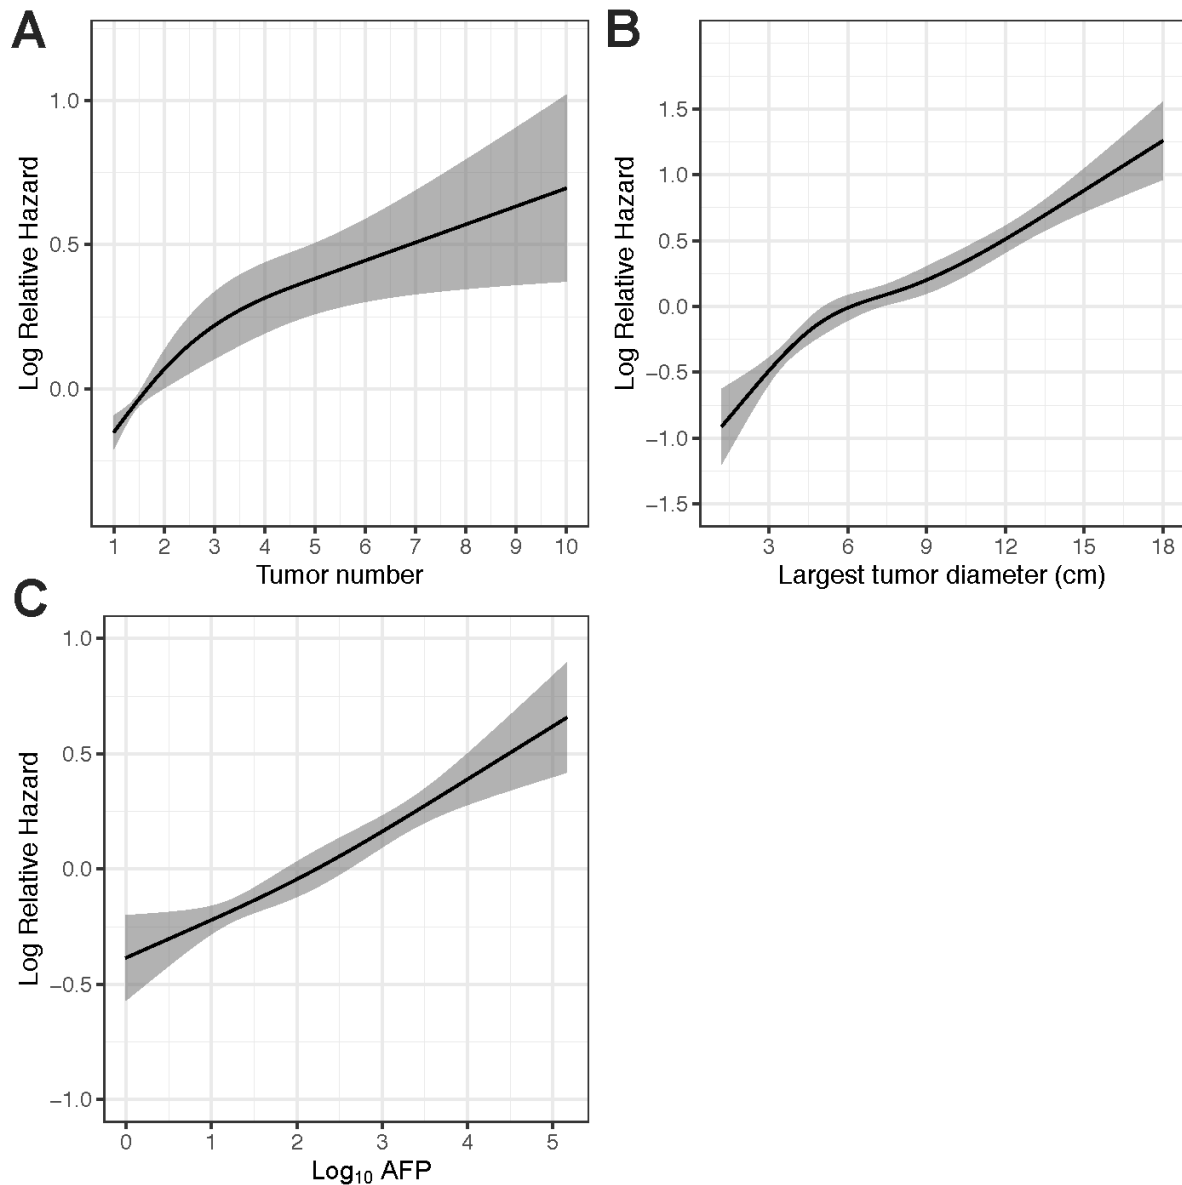 A
Log Relative Hazard
1.0
0.5
0.0
1 2 3 4 5 6 7 8 9 10
Tumor number
B
Log Relative Hazard
1.5
1.0
0.5
0.0
−0.5
−1.0
−1.5
3 6 9 12 15 18
Largest tumor diameter (cm)
C
Log Relative Hazard
1.0
0.5
0.0
−0.5
−1.0
0 1 2 3 4 5
Log₁₀ AFP